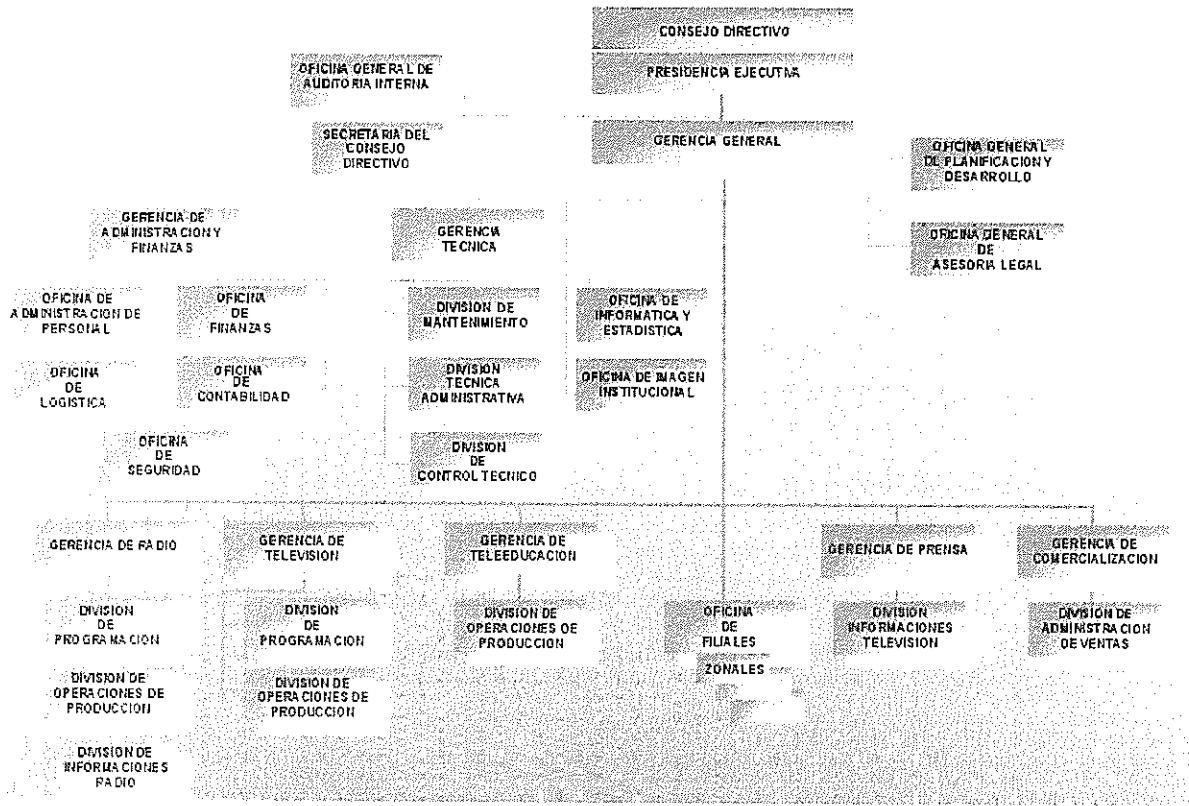 CONSEJO DIRECTIVO
OFICINA GENERAL DE
AUDITORIA INTERNA
PRESIDENCIA EJECUTIVA
SECRETARIA DEL
CONSEJO
DIRECTIVO
GERENCIA GENERAL
OFICINA GENERAL
DE PLANIFICACION Y
DESARROLLO
GERENCIA DE
ADMINISTRACION Y
FINANZAS
GERENCIA
TECNICA
OFICINA GENERAL
DE
ASESORIA LEGAL
OFICINA DE
ADMINISTRACION DE
PERSONAL
OFICINA
DE
FINANZAS
DIVISION DE
MANTENIMIENTO
OFICINA DE
INFORMATICA Y
ESTADISTICA
OFICINA
DE
LOGISTICA
OFICINA
DE
CONTABILIDAD
DIVISION
TECNICA
ADMINISTRATIVA
OFICINA DE IMAGEN
INSTITUCIONAL
OFICINA
DE
SEGURIDAD
DIVISION
DE
CONTROL TECNICO
GERENCIA DE RADIO
GERENCIA DE
TELEVISION
GERENCIA DE
TELEEDUCACION
GERENCIA DE PRENSA
GERENCIA DE
COMERCIALIZACION
DIVISION
DE
PROGRAMACION
DIVISION
DE
PROGRAMACION
DIVISION DE
OPERACIONES DE
PRODUCCION
OFICINA
DE
FILIALES
ZONALES
DIVISION
INFORMACIONES
TELEVISION
DIVISION DE
ADMINISTRACION
DE VENTAS
DIVISION DE
OPERACIONES DE
PRODUCCION
DIVISION DE
OPERACIONES DE
PRODUCCION
DIVISION DE
INFORMACIONES
RADIO